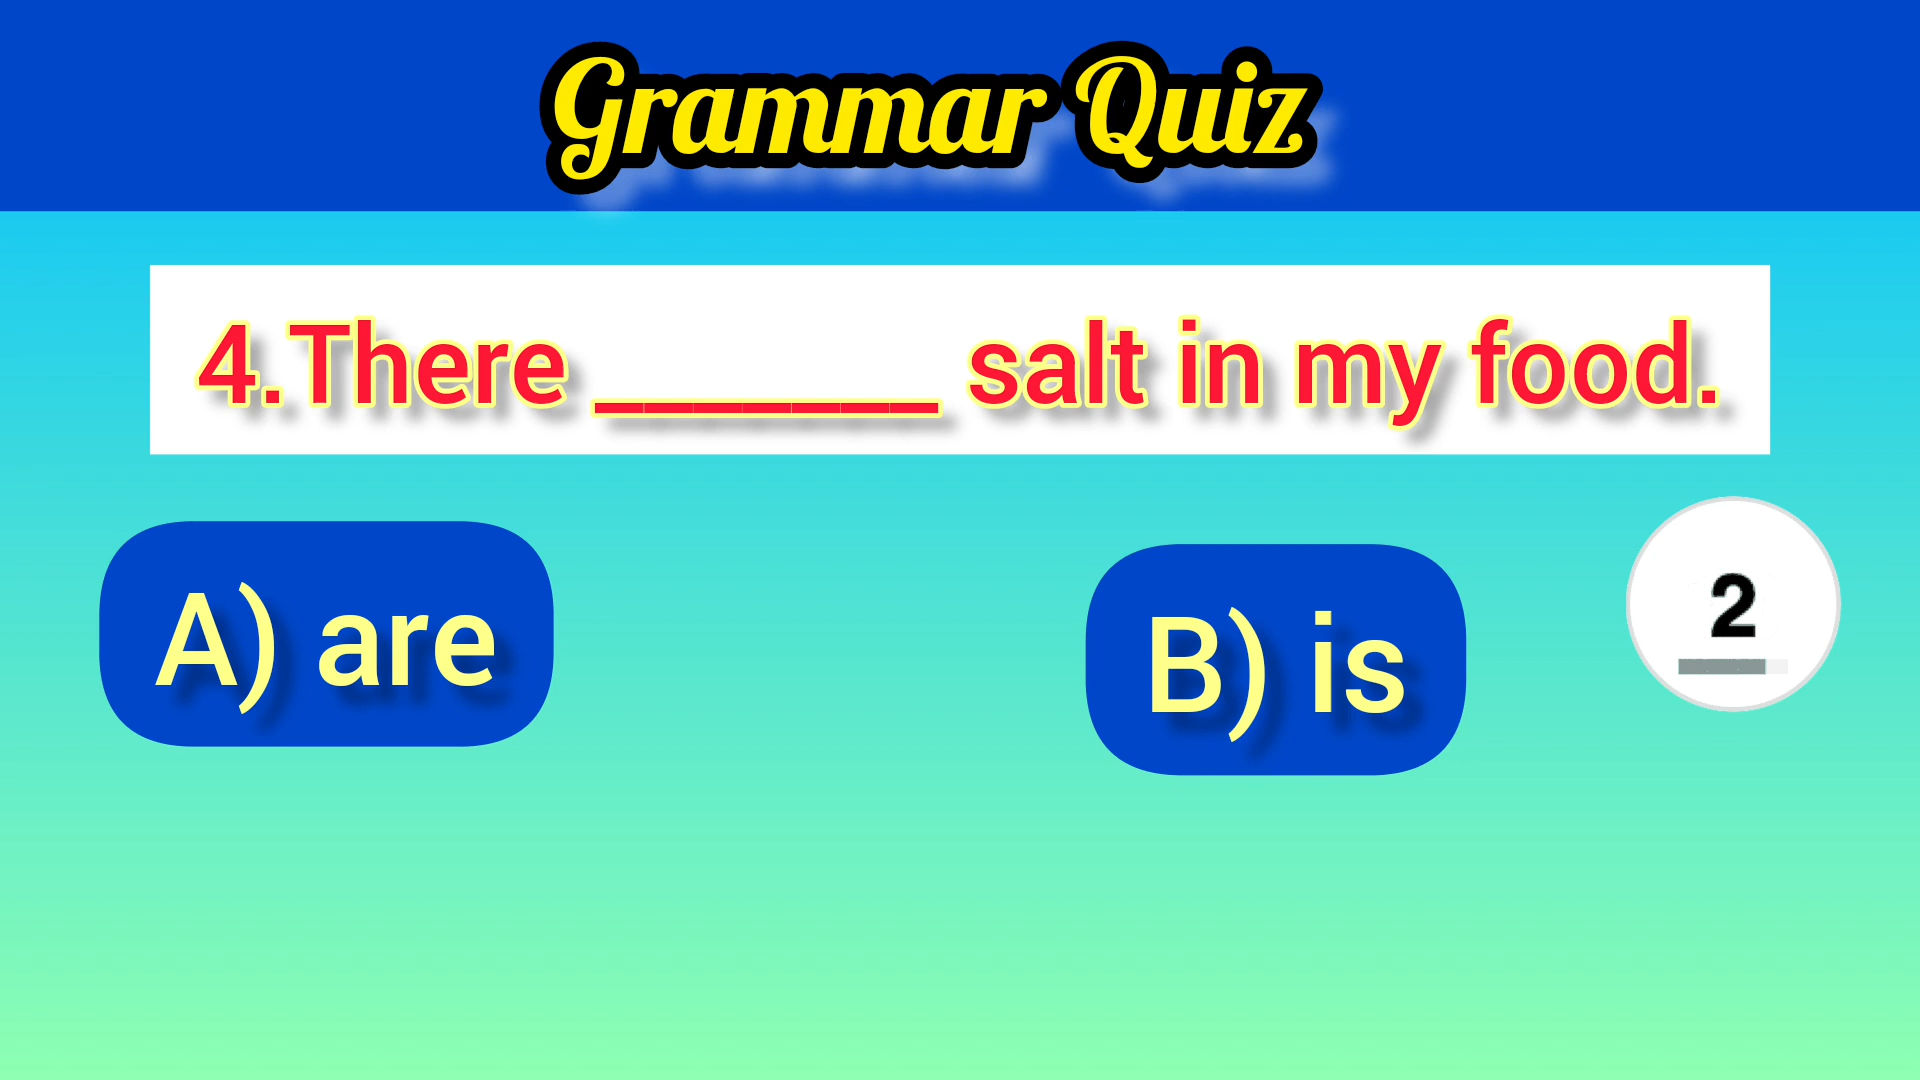 Grammar Quiz
4.There _______ salt in my food.
A) are
B) is
2